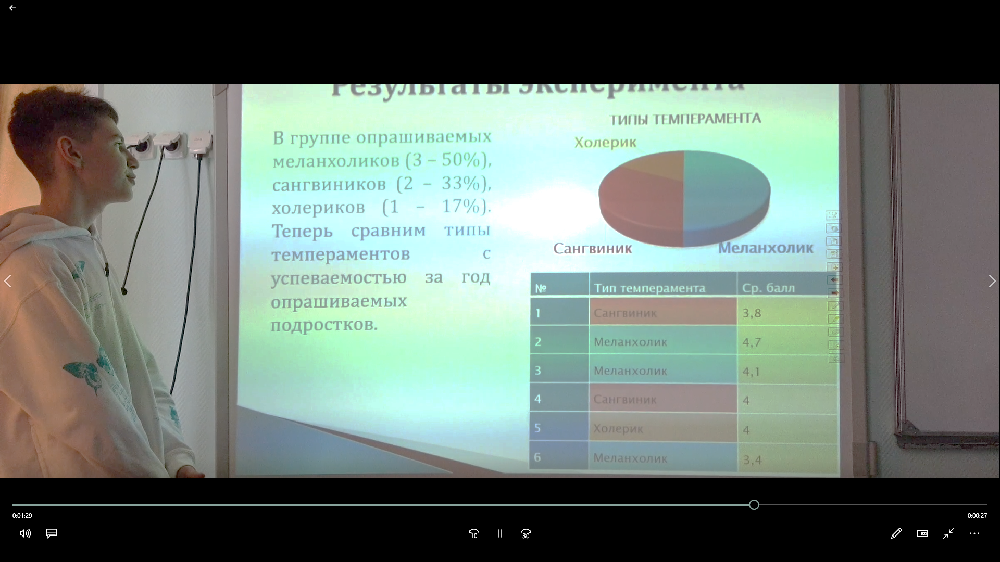 Результаты эксперимента
В группе опрашиваемых
меланхоликов (3 – 50%),
сангвиников (2 – 33%),
холериков (1 – 17%).
Теперь сравним типы
темпераментов с
успеваемостью за год
опрашиваемых
подростков.
ТИПЫ ТЕМПЕРАМЕНТА
Холерик
Сангвиник Меланхолик
№ Тип темперамента Ср. балл
1 Сангвиник 3,8
2 Меланхолик 4,7
3 Меланхолик 4,1
4 Сангвиник 4
5 Холерик 4
6 Меланхолик 3,4
0:01:29 0:00:27
10 30